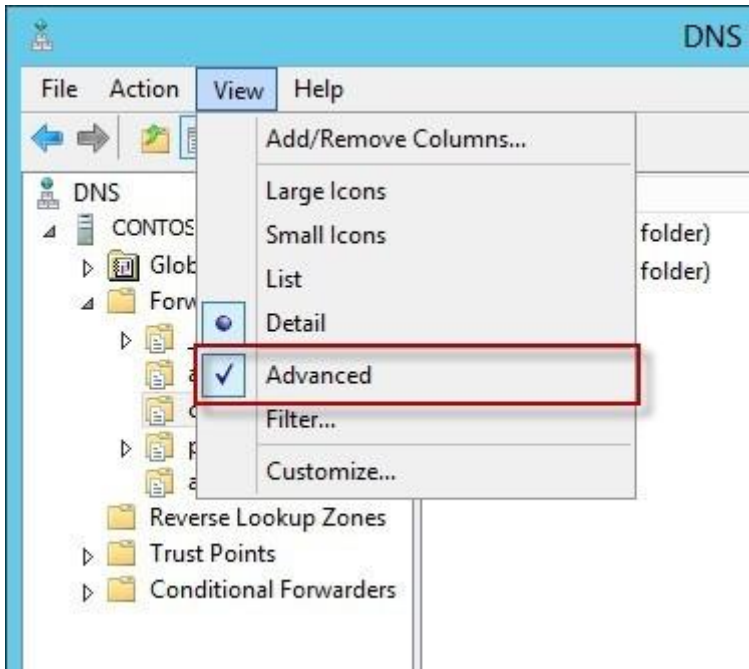 DNS
File Action View Help
Add/Remove Columns...
DNS
Large Icons
CONTOS
Small Icons
folder)
Glob
List
folder)
Forw
Detail
Advanced
Filter...
Customize...
Reverse Lookup Zones
Trust Points
Conditional Forwarders